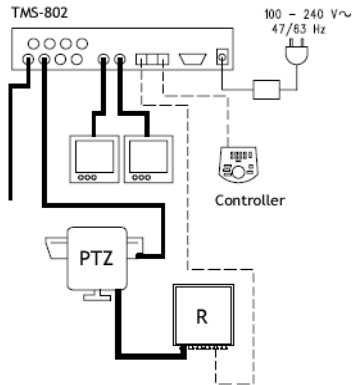 TMS-802
100 - 240 V~
47/63 Hz
Controller
PTZ
R